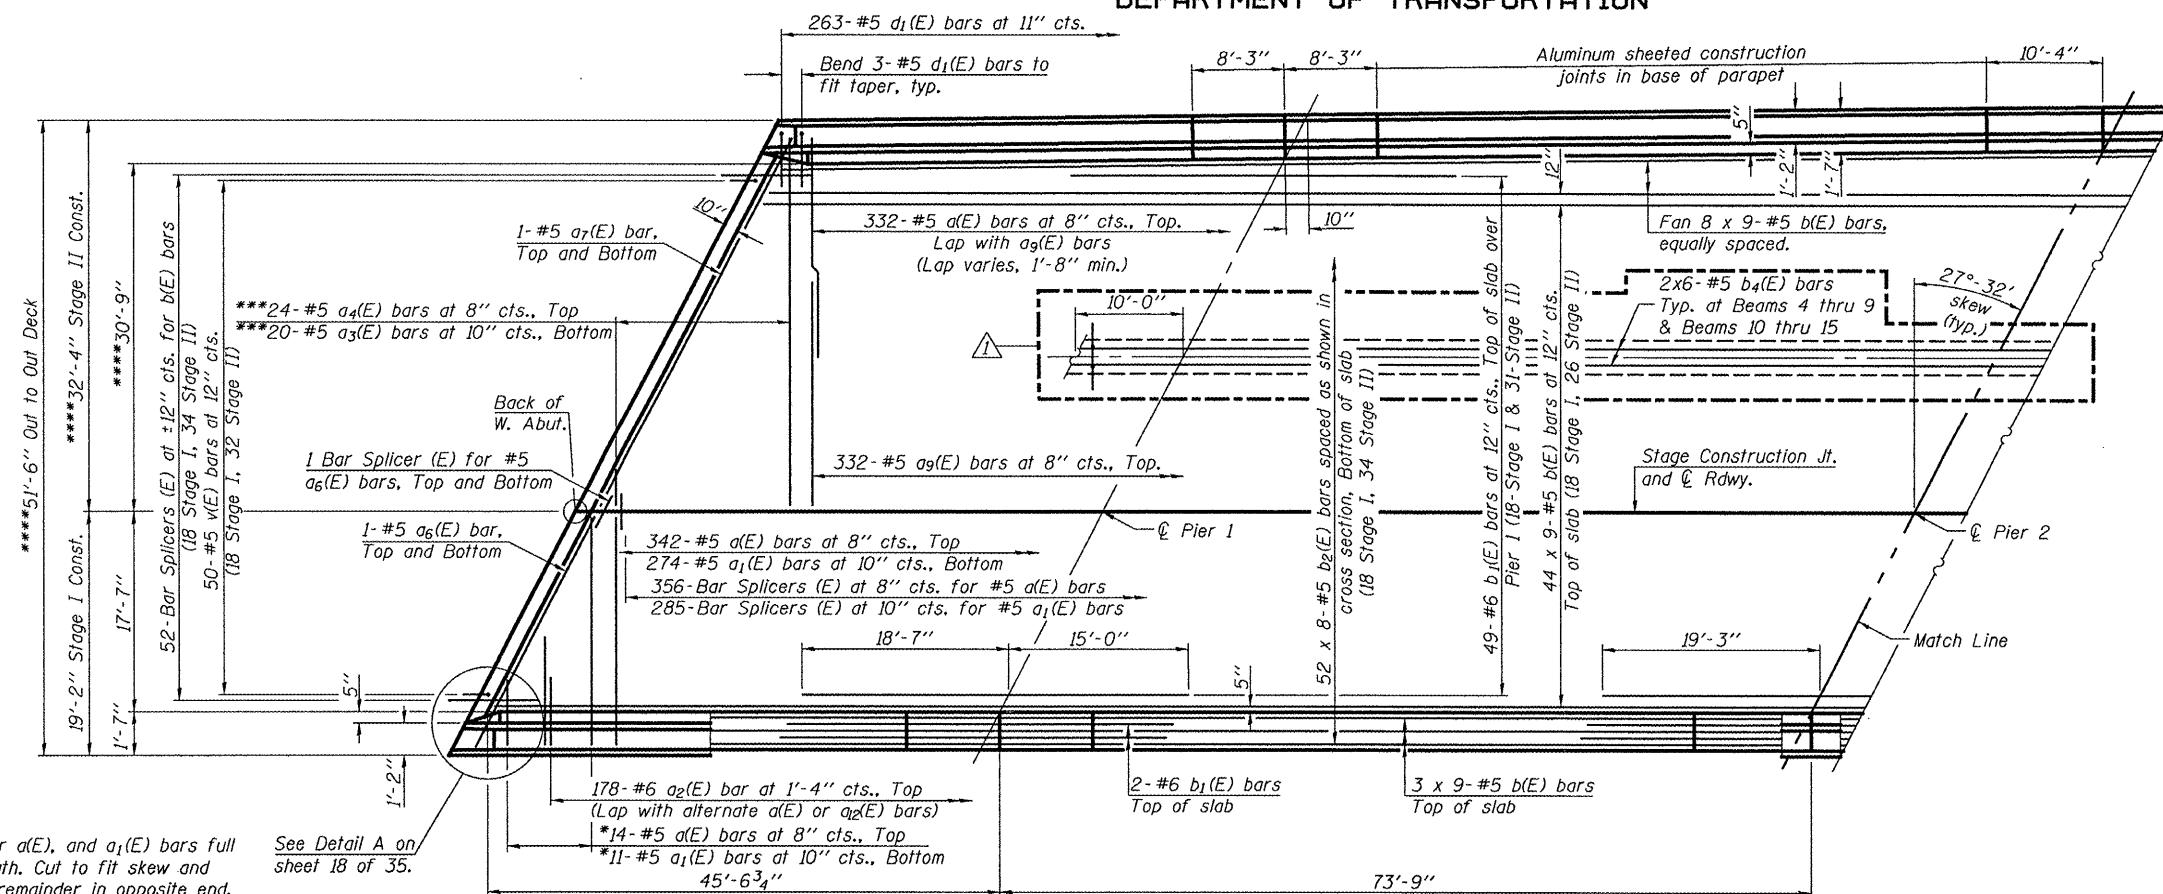 DEPARTMENT OF TRANSPORTATION
263-#5 d₁(E) bars at 11" cts.
Bend 3-#5 d₁(E) bars to
fit taper, typ.
8'-3"
8'-3"
Aluminum sheeted construction
joints in base of parapet
10'-4"
5"
12"
1'-2"
1'-7"
****51'-6" Out to Out Deck
****32'-4" Stage II Const.
19'-2" Stage I Const.
****30'-9"
17'-7"
1'-7"
52-Bar Splicers (E) at ±12" cts. for b(E) bars
(18 Stage I, 34 Stage II)
50-#5 v(E) bars at 12" cts.
(18 Stage I, 32 Stage II)
10"
1-#5 a₇(E) bar,
Top and Bottom
332-#5 a(E) bars at 8" cts., Top.
Lap with a₉(E) bars
(Lap varies, 1'-8" min.)
10"
Fan 8 x 9-#5 b(E) bars,
equally spaced.
***24-#5 a₄(E) bars at 8" cts., Top
***20-#5 a₃(E) bars at 10" cts., Bottom
10'-0"
2x6-#5 b₄(E) bars
Typ. at Beams 4 thru 9
& Beams 10 thru 15
27°-32'
skew
(typ.)
1
Back of
W. Abut.
1 Bar Splicer (E) for #5
a₆(E) bars, Top and Bottom
1-#5 a₆(E) bar,
Top and Bottom
332-#5 a₉(E) bars at 8" cts., Top.
Stage Construction Jt.
and ℄ Rdwy.
℄ Pier 1
℄ Pier 2
342-#5 a(E) bars at 8" cts., Top
274-#5 a₁(E) bars at 10" cts., Bottom
356-Bar Splicers (E) at 8" cts. for #5 a(E) bars
285-Bar Splicers (E) at 10" cts. for #5 a₁(E) bars
52 x 8-#5 b₂(E) bars spaced as shown in
cross section, Bottom of slab
(18 Stage I, 34 Stage II)
49-#6 b₁(E) bars at 12" cts., Top of slab over
Pier 1 (18-Stage I & 31-Stage II)
44 x 9-#5 b(E) bars at 12" cts.
Top of slab (18 Stage I, 26 Stage II)
18'-7"
15'-0"
19'-3"
Match Line
5"
5"
1'-2"
178-#6 a₂(E) bar at 1'-4" cts., Top
(Lap with alternate a(E) or a₁₂(E) bars)
*14-#5 a(E) bars at 8" cts., Top
*11-#5 a₁(E) bars at 10" cts., Bottom
2-#6 b₁(E) bars
Top of slab
3 x 9-#5 b(E) bars
Top of slab
r a(E), and a₁(E) bars full
th. Cut to fit skew and
remainder in opposite end.
See Detail A on
sheet 18 of 35.
45'-6¾"
73'-9"